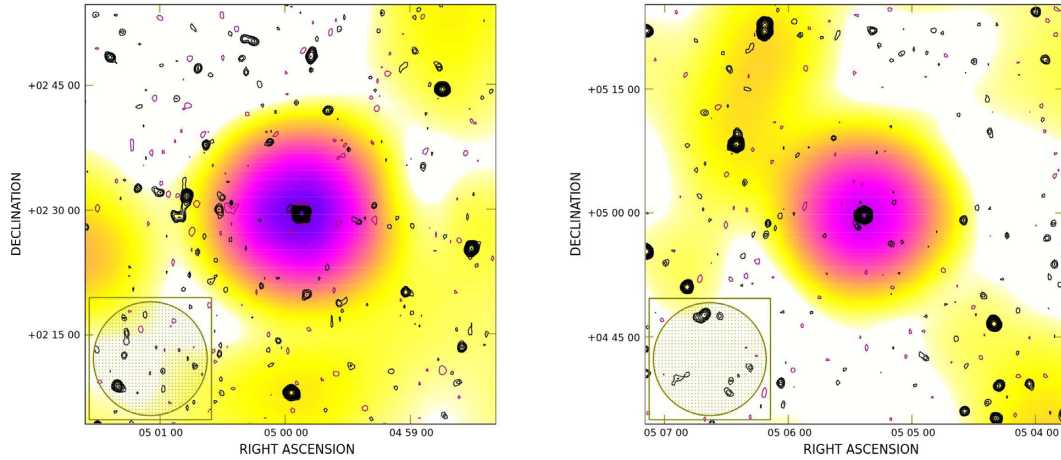 DECLINATION
+02 45 00
+02 30 00
+02 15 00
05 01 00
05 00 00
04 59 00
RIGHT ASCENSION
DECLINATION
+05 15 00
+05 00 00
+04 45 00
05 07 00
05 06 00
05 05 00
05 04 00
RIGHT ASCENSION